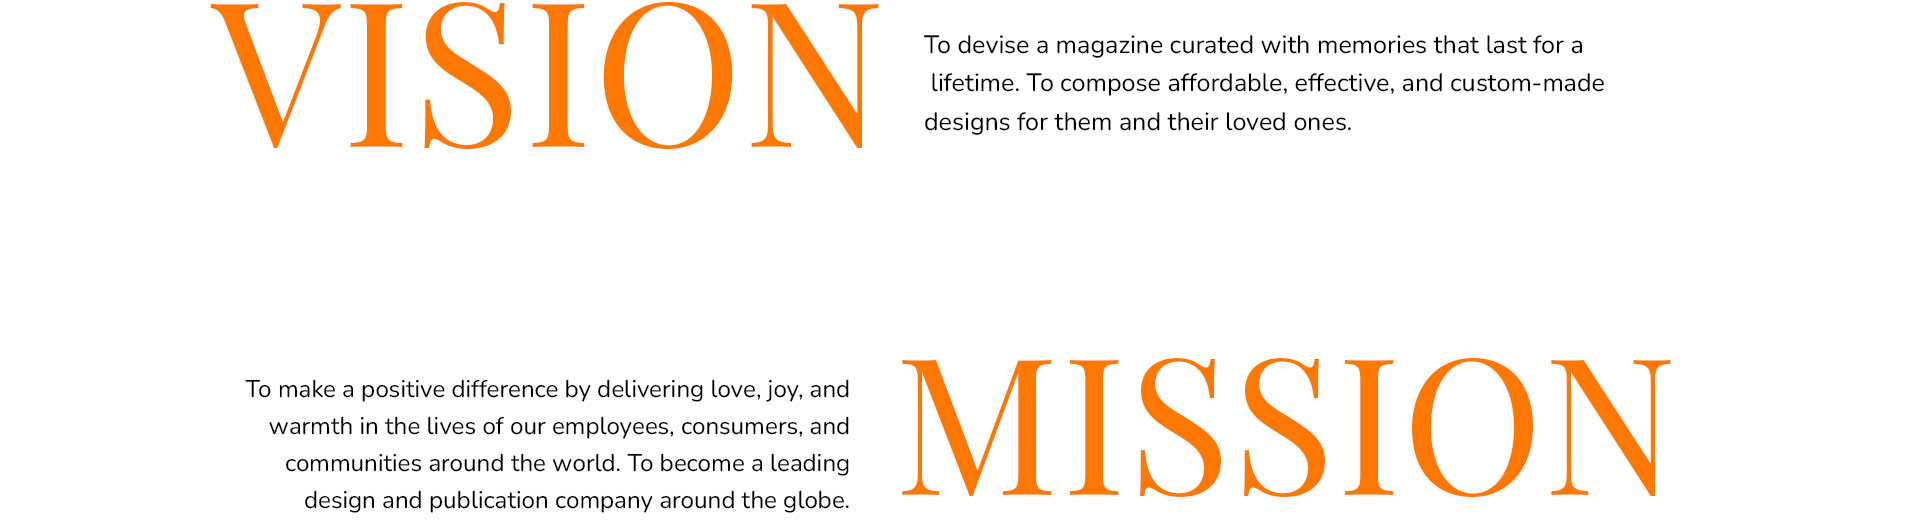 VISION
To devise a magazine curated with memories that last for a
lifetime. To compose affordable, effective, and custom-made
designs for them and their loved ones.
To make a positive difference by delivering love, joy, and
warmth in the lives of our employees, consumers, and
communities around the world. To become a leading
design and publication company around the globe.
MISSION